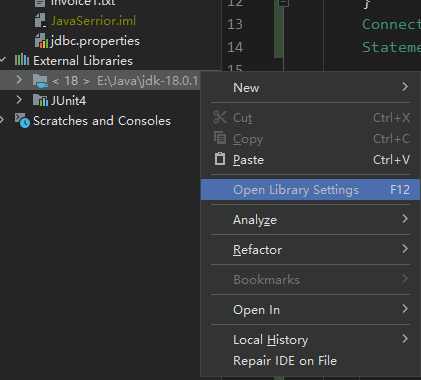 invoice1.txt
JavaSerrior.iml
jdbc.properties
External Libraries
< 18 > E:\Java\jdk-18.0.1
JUnit4
Scratches and Consoles
12 }
13 Connect
14 Stateme
15
New
Cut Ctrl+X
Copy Ctrl+C
Paste Ctrl+V
Open Library Settings F12
Analyze
Refactor
Bookmarks
Open In
Local History
Repair IDE on File